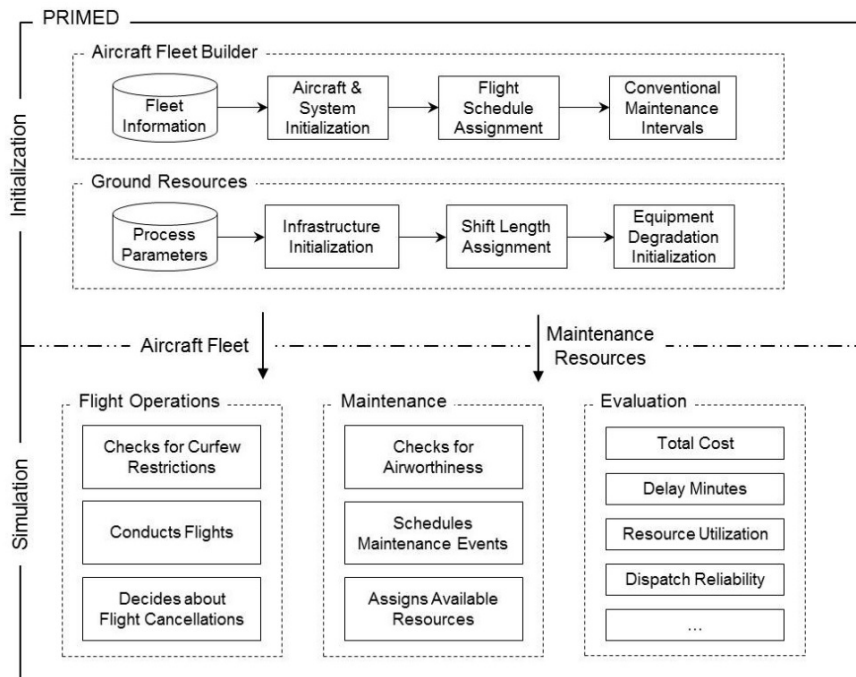 PRIMED
Initialization
Aircraft Fleet Builder
Fleet
Information
Aircraft &
System
Initialization
Flight
Schedule
Assignment
Conventional
Maintenance
Intervals
Ground Resources
Process
Parameters
Infrastructure
Initialization
Shift Length
Assignment
Equipment
Degradation
Initialization
Aircraft Fleet
Maintenance
Resources
Simulation
Flight Operations
Checks for Curfew
Restrictions
Conducts Flights
Decides about
Flight Cancellations
Maintenance
Checks for
Airworthiness
Schedules
Maintenance Events
Assigns Available
Resources
Evaluation
Total Cost
Delay Minutes
Resource Utilization
Dispatch Reliability
...